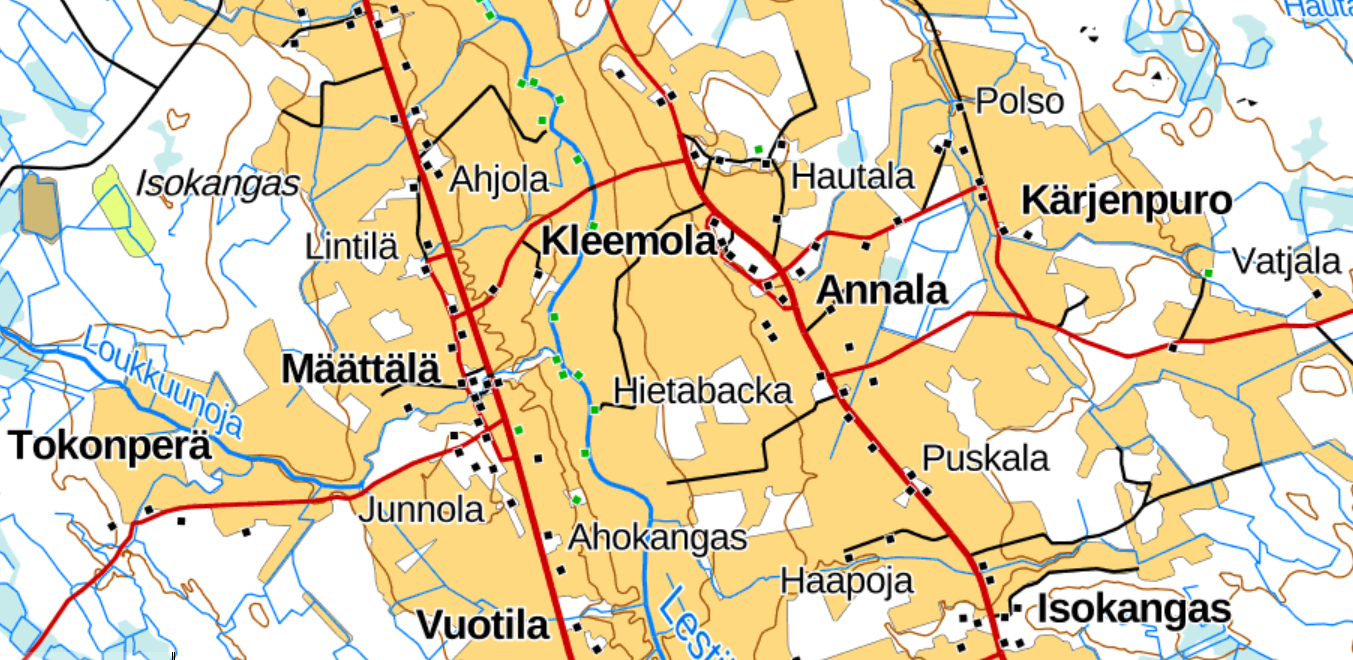 Polso
Isokangas
Ahjola
Hautala
Kärjenpuro
Lintilä
Kleemola
Vatjala
Annala
Loukkuunoja
Määttälä
Hietabacka
Tokonperä
Puskala
Junnola
Ahokangas
Haapoja
Isokangas
Vuotila